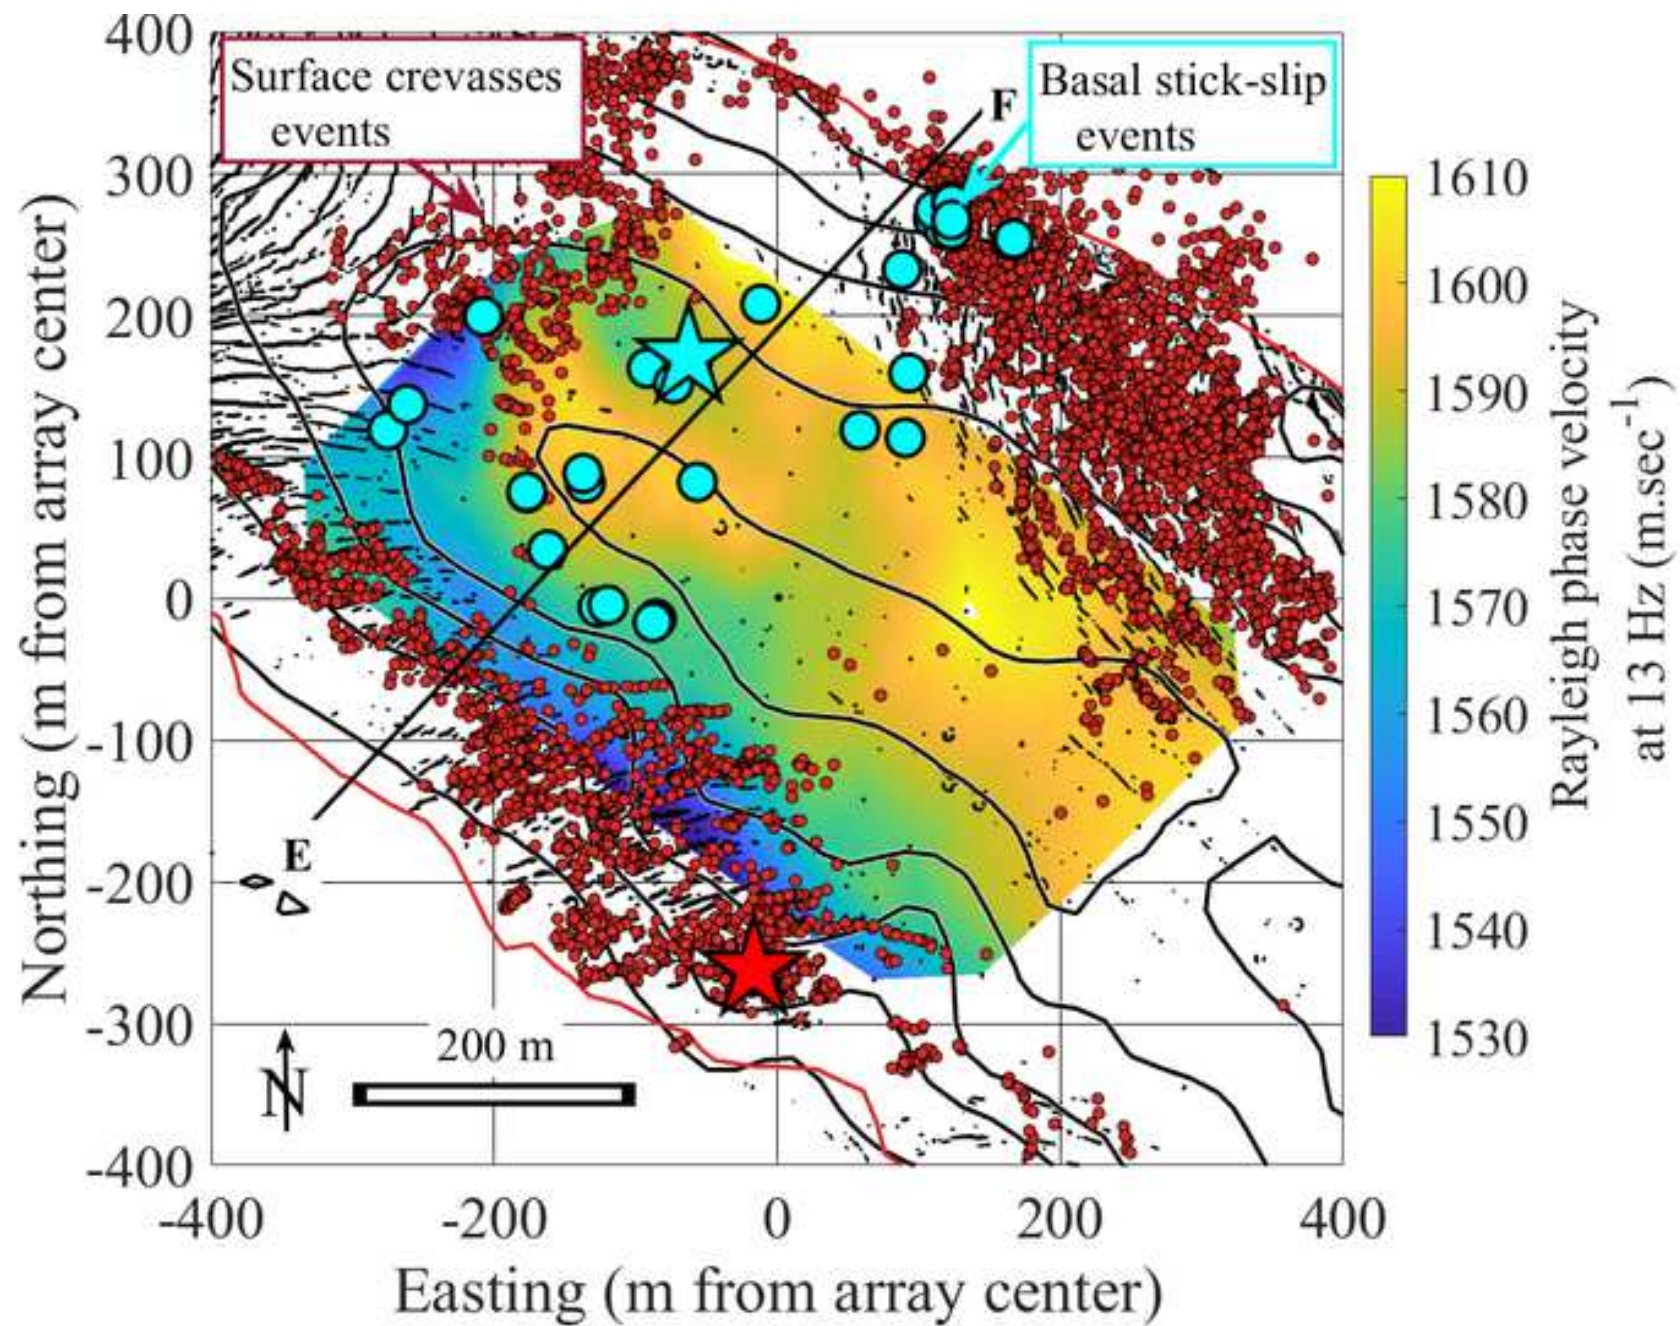 400
300
200
100
0
-100
-200
-300
-400
Northing (m from array center)
Surface crevasses
events
Basal stick-slip
events
F
E
N
200 m
-400
-200
0
200
400
Easting (m from array center)
1610
1600
1590
1580
1570
1560
1550
1540
1530
Rayleigh phase velocity
at 13 Hz (m.sec⁻¹)